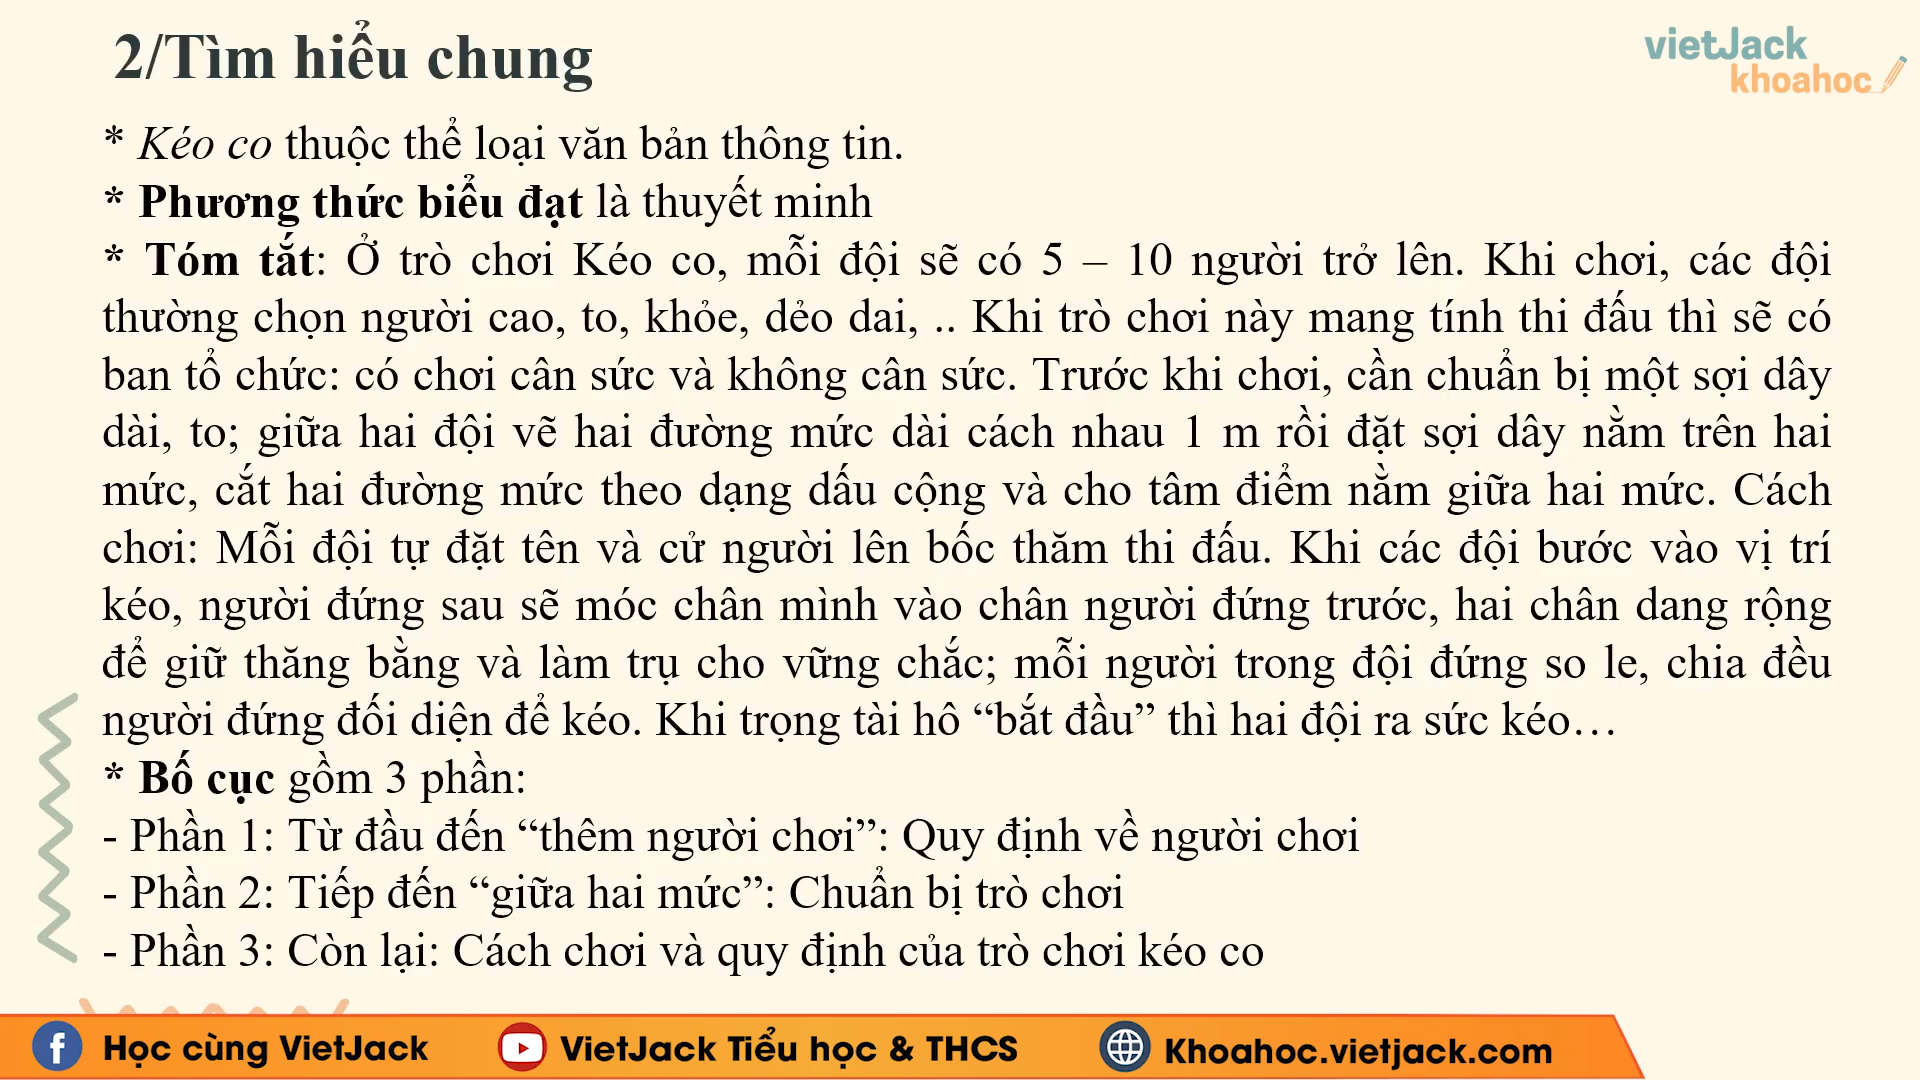 2/Tìm hiểu chung
vietJack
khoahoc
* Kéo co thuộc thể loại văn bản thông tin.
* Phương thức biểu đạt là thuyết minh
* Tóm tắt: Ở trò chơi Kéo co, mỗi đội sẽ có 5 – 10 người trở lên. Khi chơi, các đội
thường chọn người cao, to, khỏe, dẻo dai, .. Khi trò chơi này mang tính thi đấu thì sẽ có
ban tổ chức: có chơi cân sức và không cân sức. Trước khi chơi, cần chuẩn bị một sợi dây
dài, to; giữa hai đội vẽ hai đường mức dài cách nhau 1 m rồi đặt sợi dây nằm trên hai
mức, cắt hai đường mức theo dạng dấu cộng và cho tâm điểm nằm giữa hai mức. Cách
chơi: Mỗi đội tự đặt tên và cử người lên bốc thăm thi đấu. Khi các đội bước vào vị trí
kéo, người đứng sau sẽ móc chân mình vào chân người đứng trước, hai chân dang rộng
để giữ thăng bằng và làm trụ cho vững chắc; mỗi người trong đội đứng so le, chia đều
người đứng đối diện để kéo. Khi trọng tài hô “bắt đầu” thì hai đội ra sức kéo…
* Bố cục gồm 3 phần:
- Phần 1: Từ đầu đến “thêm người chơi”: Quy định về người chơi
- Phần 2: Tiếp đến “giữa hai mức”: Chuẩn bị trò chơi
- Phần 3: Còn lại: Cách chơi và quy định của trò chơi kéo co
Học cùng VietJack
VietJack Tiểu học & THCS
Khoahoc.vietjack.com